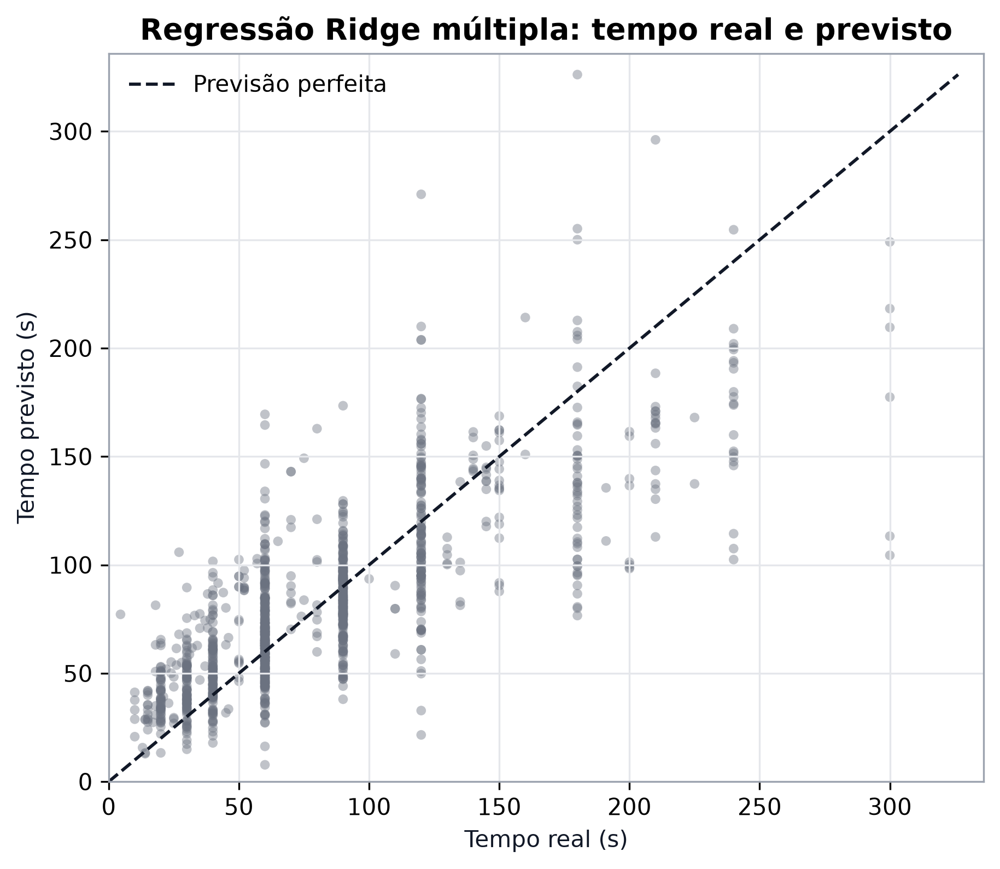 Regressão Ridge múltipla: tempo real e previsto
Previsão perfeita
Tempo previsto (s)
300
250
200
150
100
50
0
0 50 100 150 200 250 300
Tempo real (s)